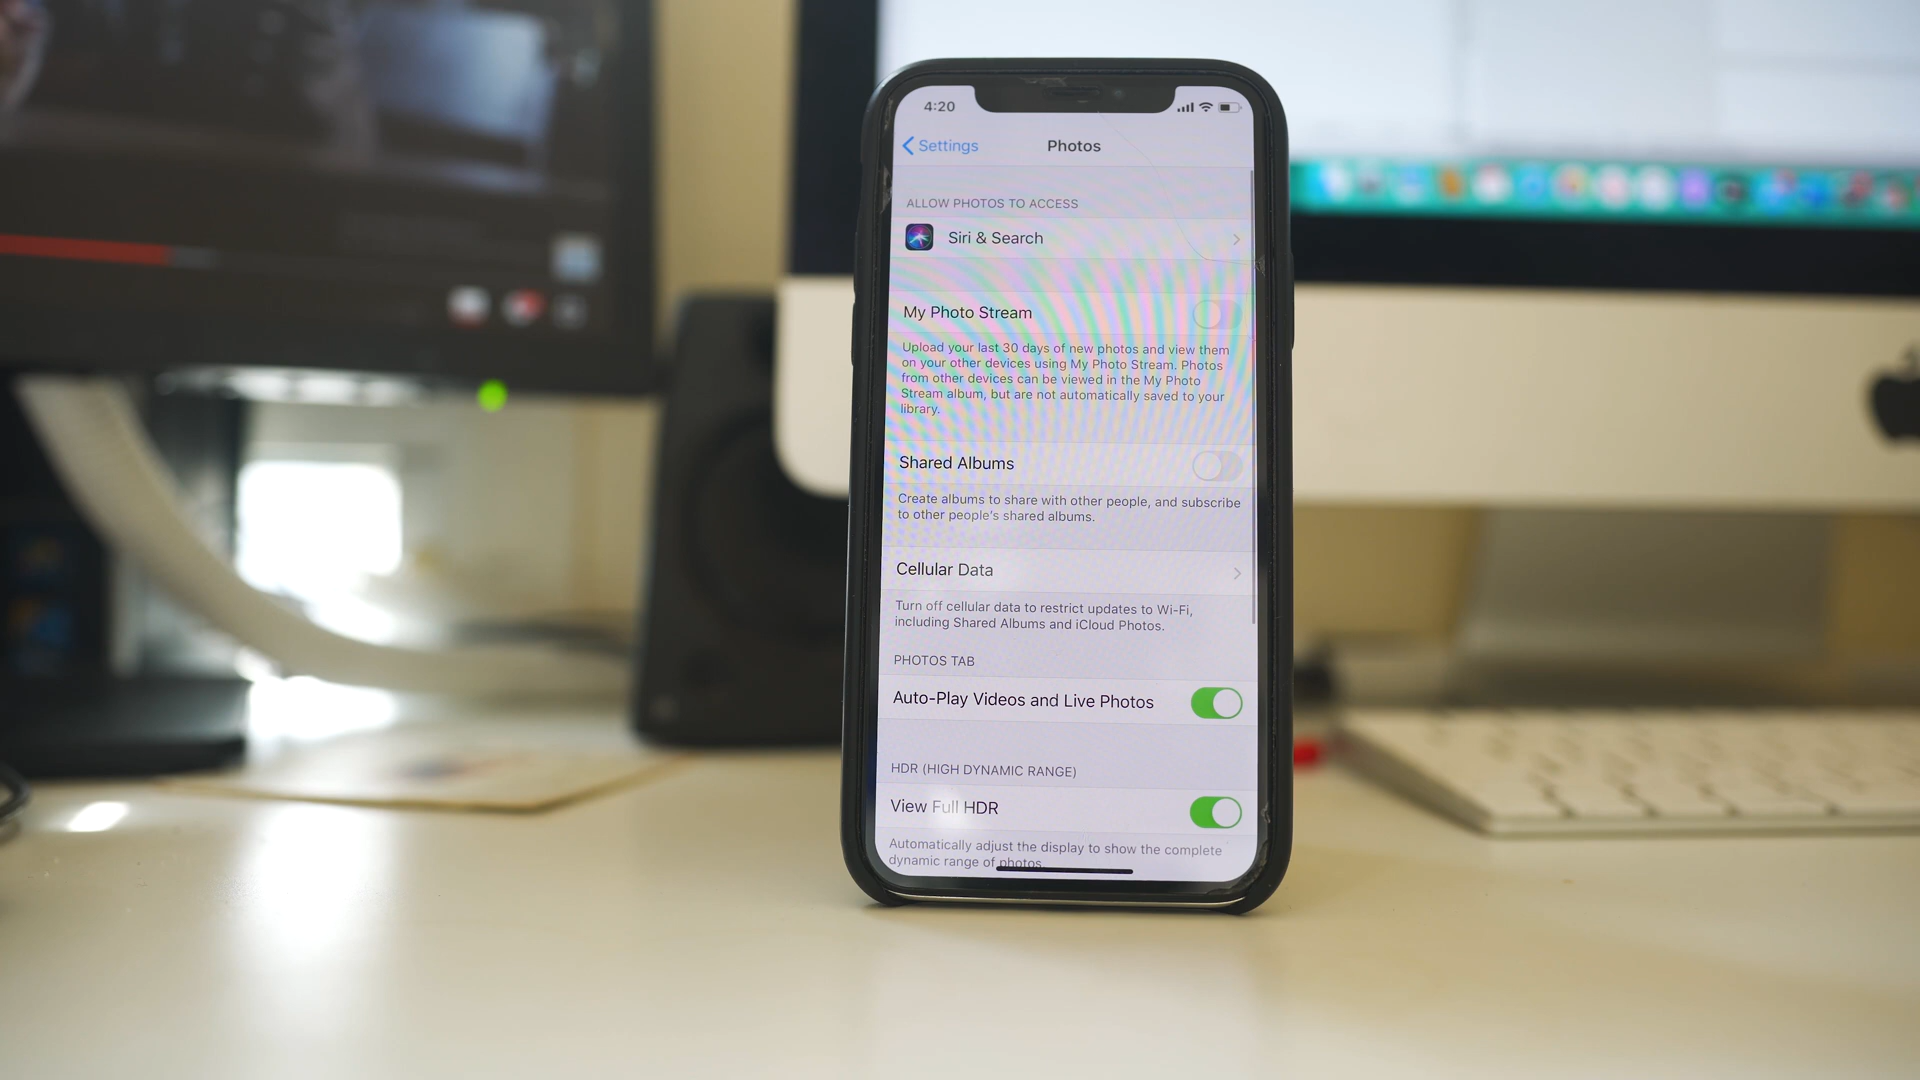 4:20
Settings
Photos
ALLOW PHOTOS TO ACCESS
Siri & Search
My Photo Stream
Upload your last 30 days of new photos and view them
on your other devices using My Photo Stream. Photos
from other devices can be viewed in the My Photo
Stream album, but are not automatically saved to your
library.
Shared Albums
Create albums to share with other people, and subscribe
to other people's shared albums.
Cellular Data
Turn off cellular data to restrict updates to Wi-Fi,
including Shared Albums and iCloud Photos.
PHOTOS TAB
Auto-Play Videos and Live Photos
HDR (HIGH DYNAMIC RANGE)
View Full HDR
Automatically adjust the display to show the complete
dynamic range of photos.